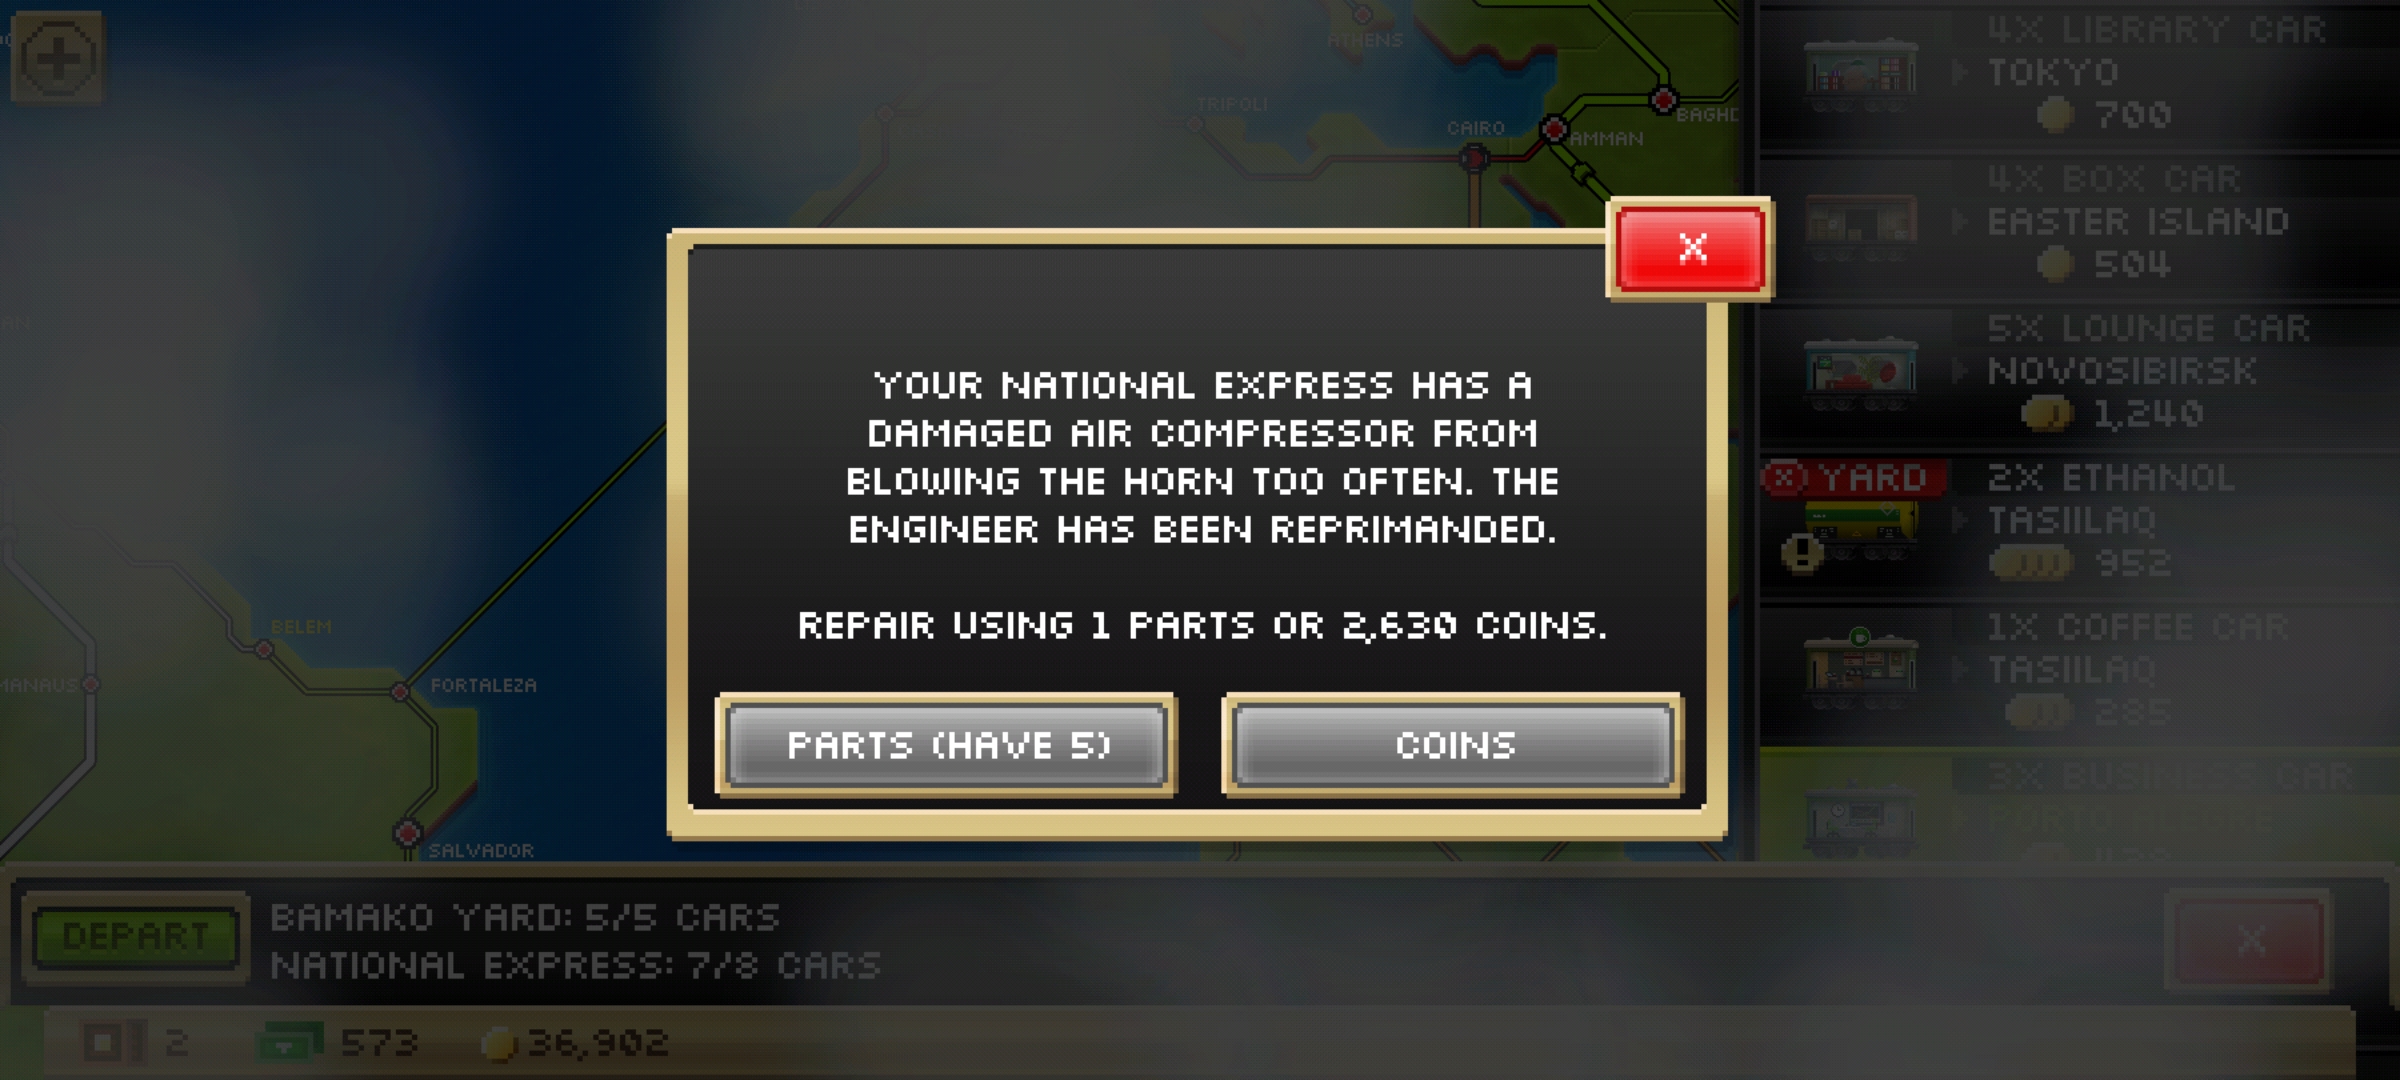 ATHENS
TRIPOLI
CAIRO
AMMAN
BAGHD
BELEM
MANAUS
FORTALEZA
SALVADOR
4X LIBRARY CAR
TOKYO
700
4X BOX CAR
EASTER ISLAND
504
5X LOUNGE CAR
NOVOSIBIRSK
1,240
X YARD
2X ETHANOL
TASIILAQ
952
1X COFFEE CAR
TASIILAQ
285
3X BUSINESS CAR
X
YOUR NATIONAL EXPRESS HAS A
DAMAGED AIR COMPRESSOR FROM
BLOWING THE HORN TOO OFTEN. THE
ENGINEER HAS BEEN REPRIMANDED.
REPAIR USING 1 PARTS OR 2,630 COINS.
PARTS (HAVE 5)
COINS
DEPART
BAMAKO YARD: 5/5 CARS
NATIONAL EXPRESS: 7/8 CARS
X
2
573
36,902